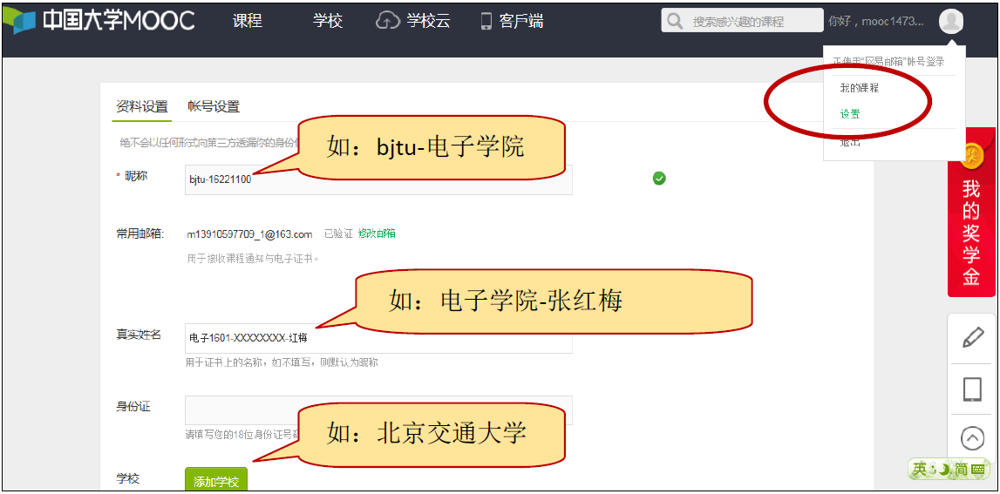 中国大学MOOC
课程
学校
学校云
客戶端
搜索感兴趣的课程
你好，mooc1473...
正使用“网易邮箱”帐号登录
我的课程
设置
退出
资料设置
帐号设置
绝不会以任何形式向第三方透漏你的身份
如：bjtu-电子学院
* 昵称
bjtu-16221100
常用邮箱:
m13910597709_1@163.com
已验证
修改邮箱
用于接收课程通知与电子证书。
如：电子学院-张红梅
真实姓名
电子1601-XXXXXXXX-红梅
用于证书上的名称，如不填写，则默认为昵称
身份证
请填写您的18位身份证号码
如：北京交通大学
学校
添加学校
奖
我的奖学金
英
简